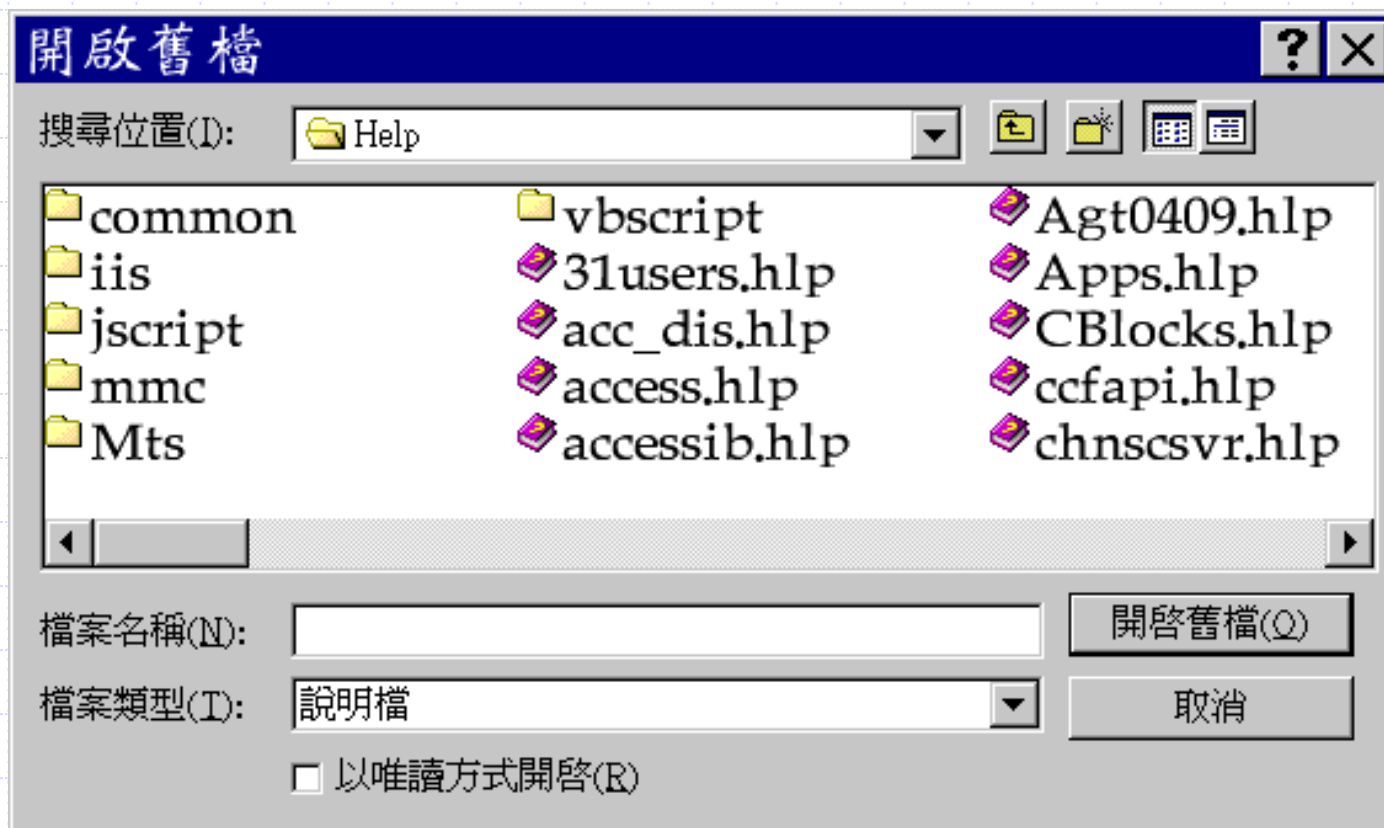 開啟舊檔
搜尋位置(I): Help
common vbscript Agt0409.hlp
iis 31users.hlp Apps.hlp
jscript acc_dis.hlp CBlocks.hlp
mmc access.hlp ccfapi.hlp
Mts accessib.hlp chnscsvr.hlp
檔案名稱(N): 開啓舊檔(O)
檔案類型(T): 說明檔 取消
以唯讀方式開啓(R)